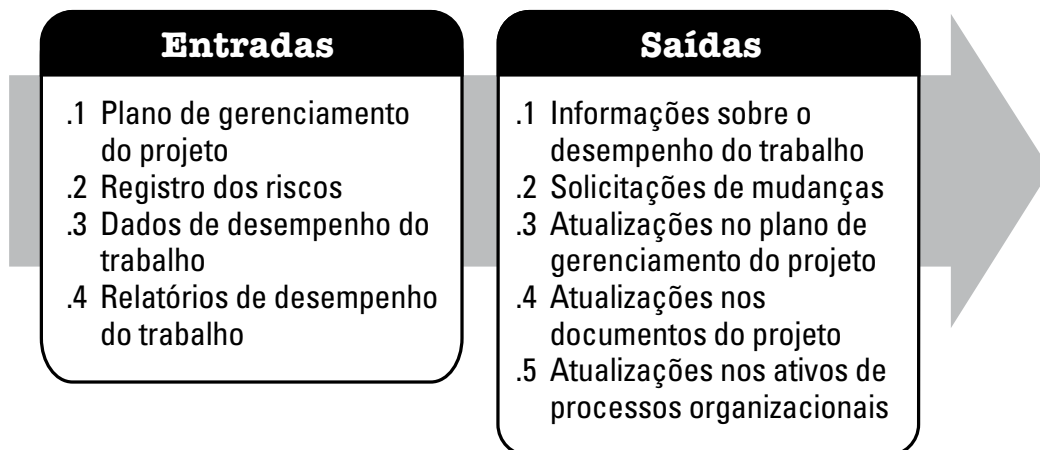 Entradas
.1 Plano de gerenciamento
do projeto
.2 Registro dos riscos
.3 Dados de desempenho do
trabalho
.4 Relatórios de desempenho
do trabalho
Saídas
.1 Informações sobre o
desempenho do trabalho
.2 Solicitações de mudanças
.3 Atualizações no plano de
gerenciamento do projeto
.4 Atualizações nos
documentos do projeto
.5 Atualizações nos ativos de
processos organizacionais